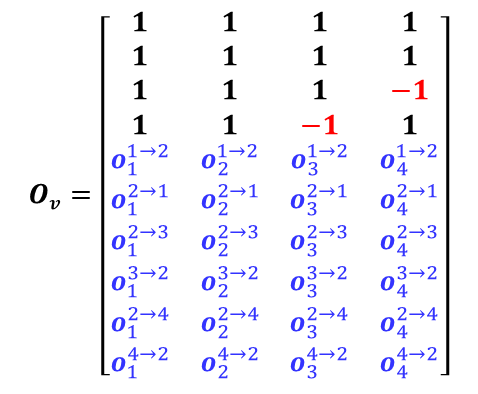 1 1 1 1
1 1 1 1
1 1 1 -1
1 1 -1 1
o_1^{1→2} o_2^{1→2} o_3^{1→2} o_4^{1→2}
O_v = o_1^{2→1} o_2^{2→1} o_3^{2→1} o_4^{2→1}
o_1^{2→3} o_2^{2→3} o_3^{2→3} o_4^{2→3}
o_1^{3→2} o_2^{3→2} o_3^{3→2} o_4^{3→2}
o_1^{2→4} o_2^{2→4} o_3^{2→4} o_4^{2→4}
o_1^{4→2} o_2^{4→2} o_3^{4→2} o_4^{4→2}